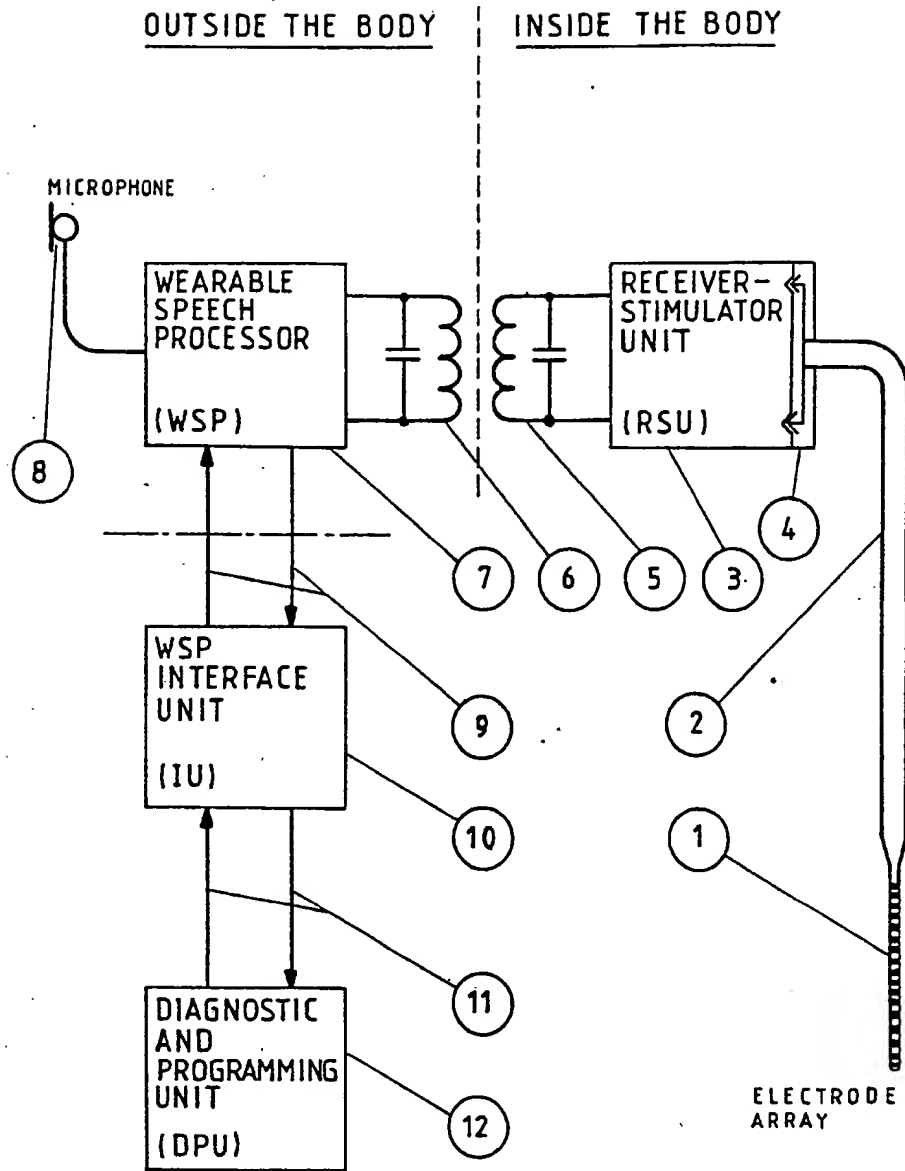 OUTSIDE THE BODY
INSIDE THE BODY
MICROPHONE
WEARABLE
SPEECH
PROCESSOR
(WSP)
RECEIVER-
STIMULATOR
UNIT
(RSU)
8
7
6
5
3
4
WSP
INTERFACE
UNIT
(IU)
9
2
10
1
DIAGNOSTIC
AND
PROGRAMMING
UNIT
(DPU)
11
12
ELECTRODE
ARRAY